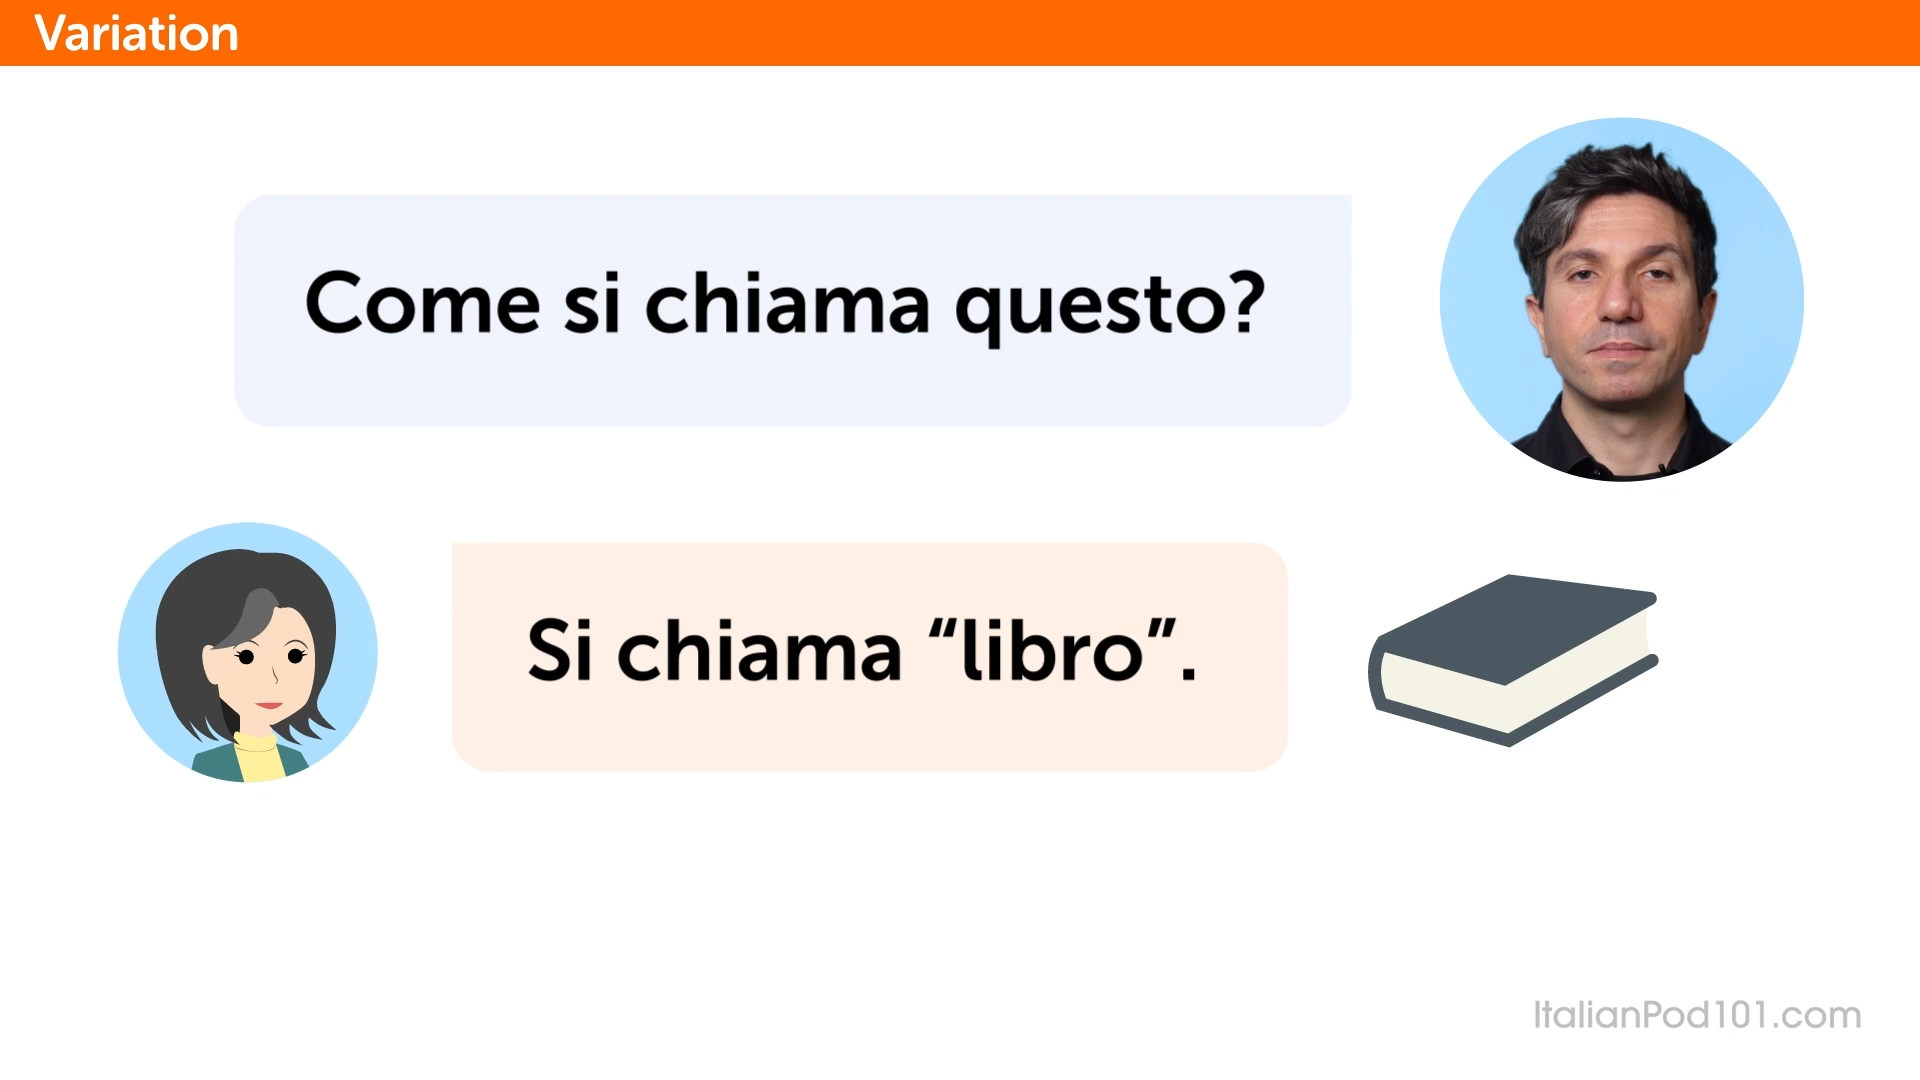 Variation
Come si chiama questo?
Si chiama “libro”.
ItalianPod101.com